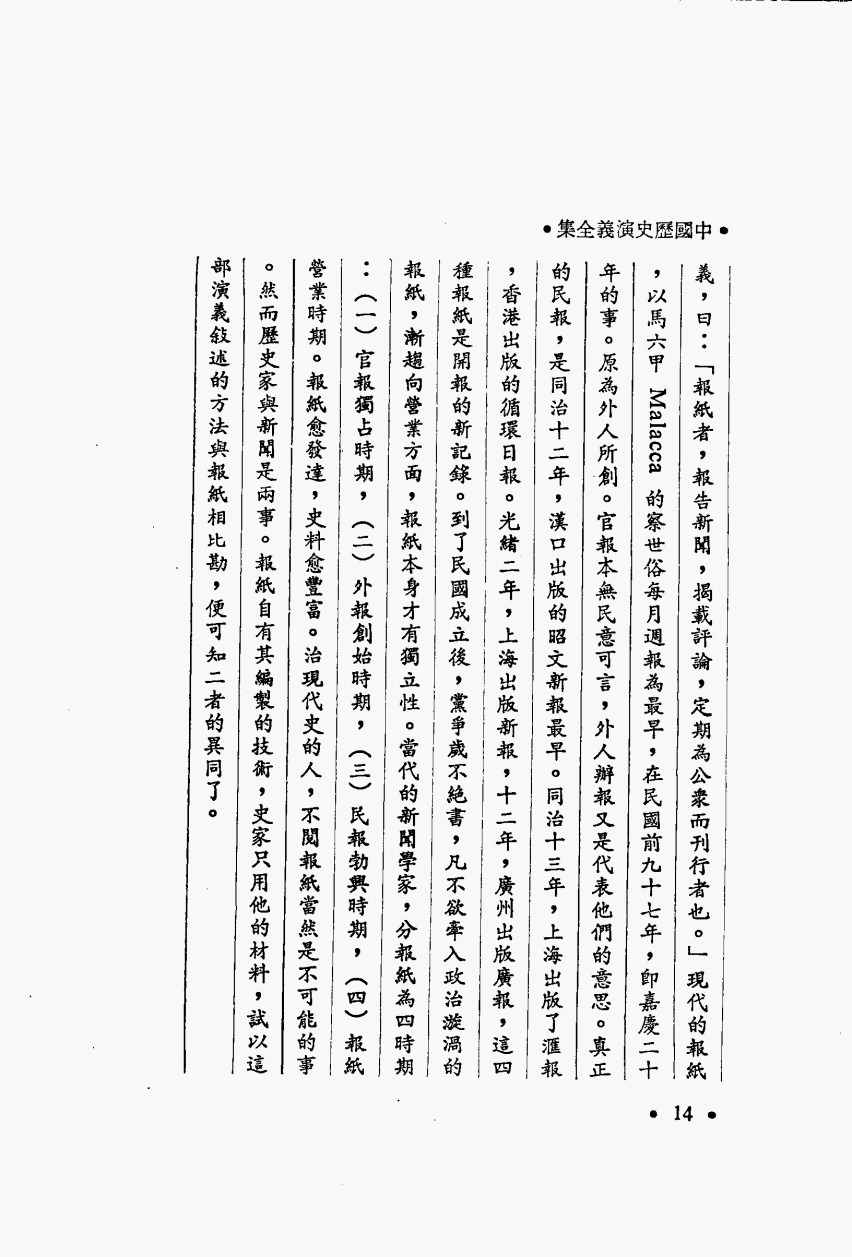 •中國歷史演義全集•
義，曰：「報紙者，報告新聞，揭載評論，定期為公衆而刊行者也。」現代的報紙
，以馬六甲 Malacca 的察世俗每月週報為最早，在民國前九十七年，即嘉慶二十
年的事。原為外人所創。官報本無民意可言，外人辦報又是代表他們的意思。真正
的民報，是同治十二年，漢口出版的昭文新報最早。同治十三年，上海出版了滙報
，香港出版的循環日報。光緒二年，上海出版新報，十二年，廣州出版廣報，這四
種報紙是開報的新記錄。到了民國成立後，黨爭歲不絶書，凡不欲牽入政治漩渦的
報紙，漸趨向營業方面，報紙本身才有獨立性。當代的新聞學家，分報紙為四時期
：（一）官報獨占時期，（二）外報創始時期，（三）民報勃興時期，（四）報紙
營業時期。報紙愈發達，史料愈豐富。治現代史的人，不閱報紙當然是不可能的事
。然而歷史家與新聞是兩事。報紙自有其編製的技術，史家只用他的材料，試以這
部演義敍述的方法與報紙相比勘，便可知二者的異同了。
• 14 •